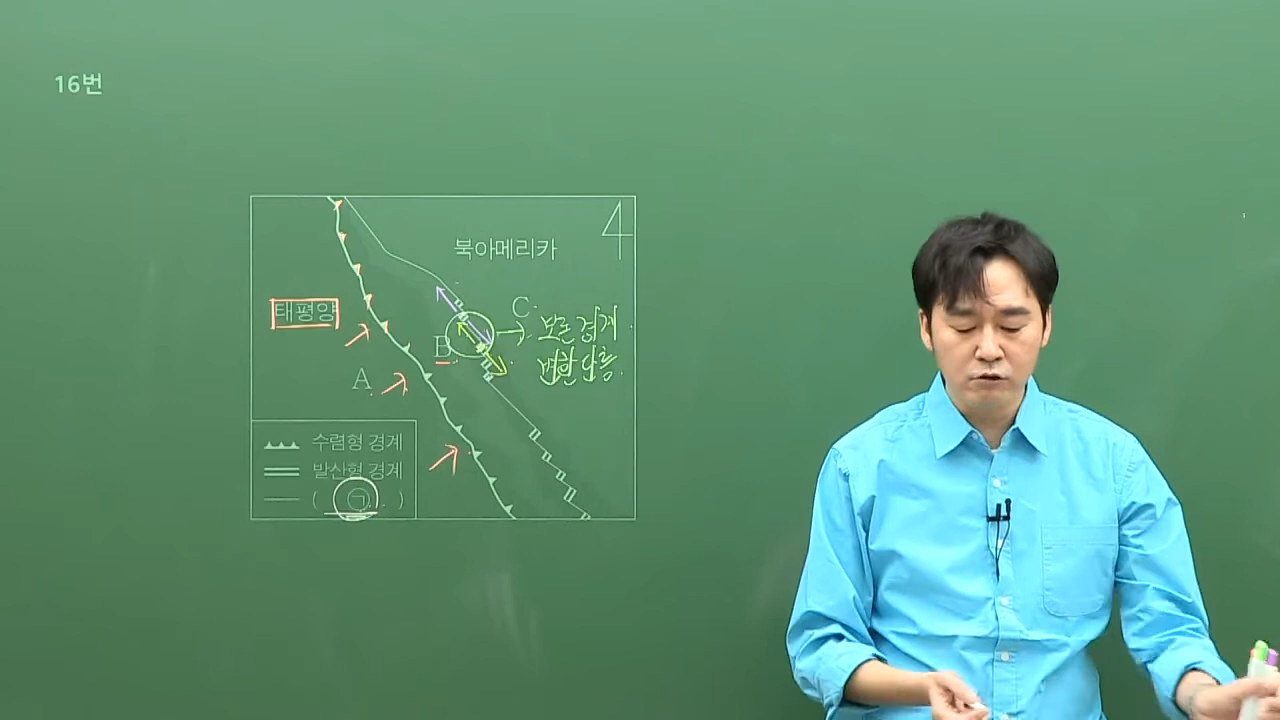 16번
4
북아메리카
태평양
C
보존 경계
변환 단층
B
A
수렴형 경계
발산형 경계
( ㉠ )